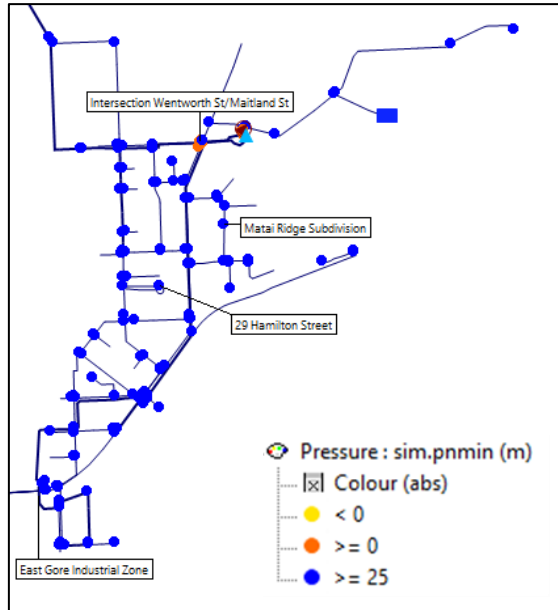 Intersection Wentworth St/Maitland St
Matai Ridge Subdivision
29 Hamilton Street
Pressure : sim.pnmin (m)
Colour (abs)
< 0
>= 0
>= 25
East Gore Industrial Zone